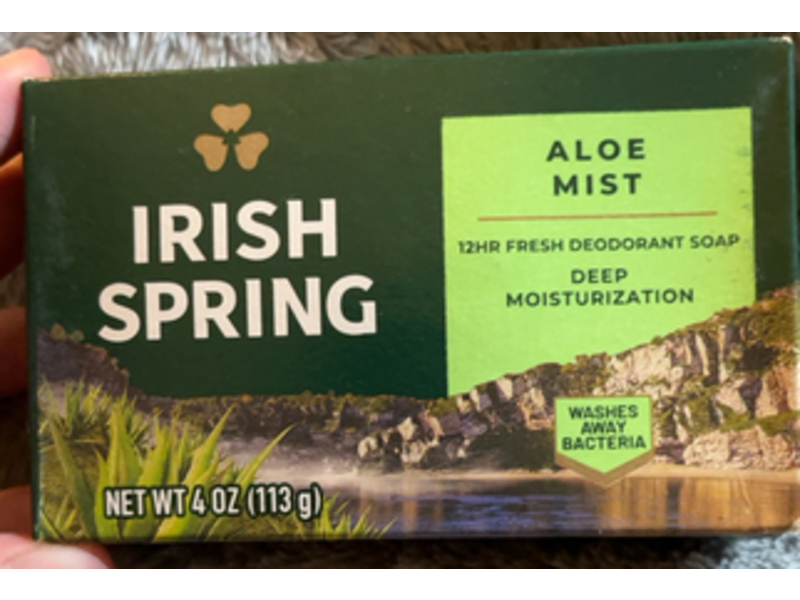 IRISH
SPRING
ALOE
MIST
12HR FRESH DEODORANT SOAP
DEEP
MOISTURIZATION
WASHES
AWAY
BACTERIA
NET WT 4 OZ (113 g)